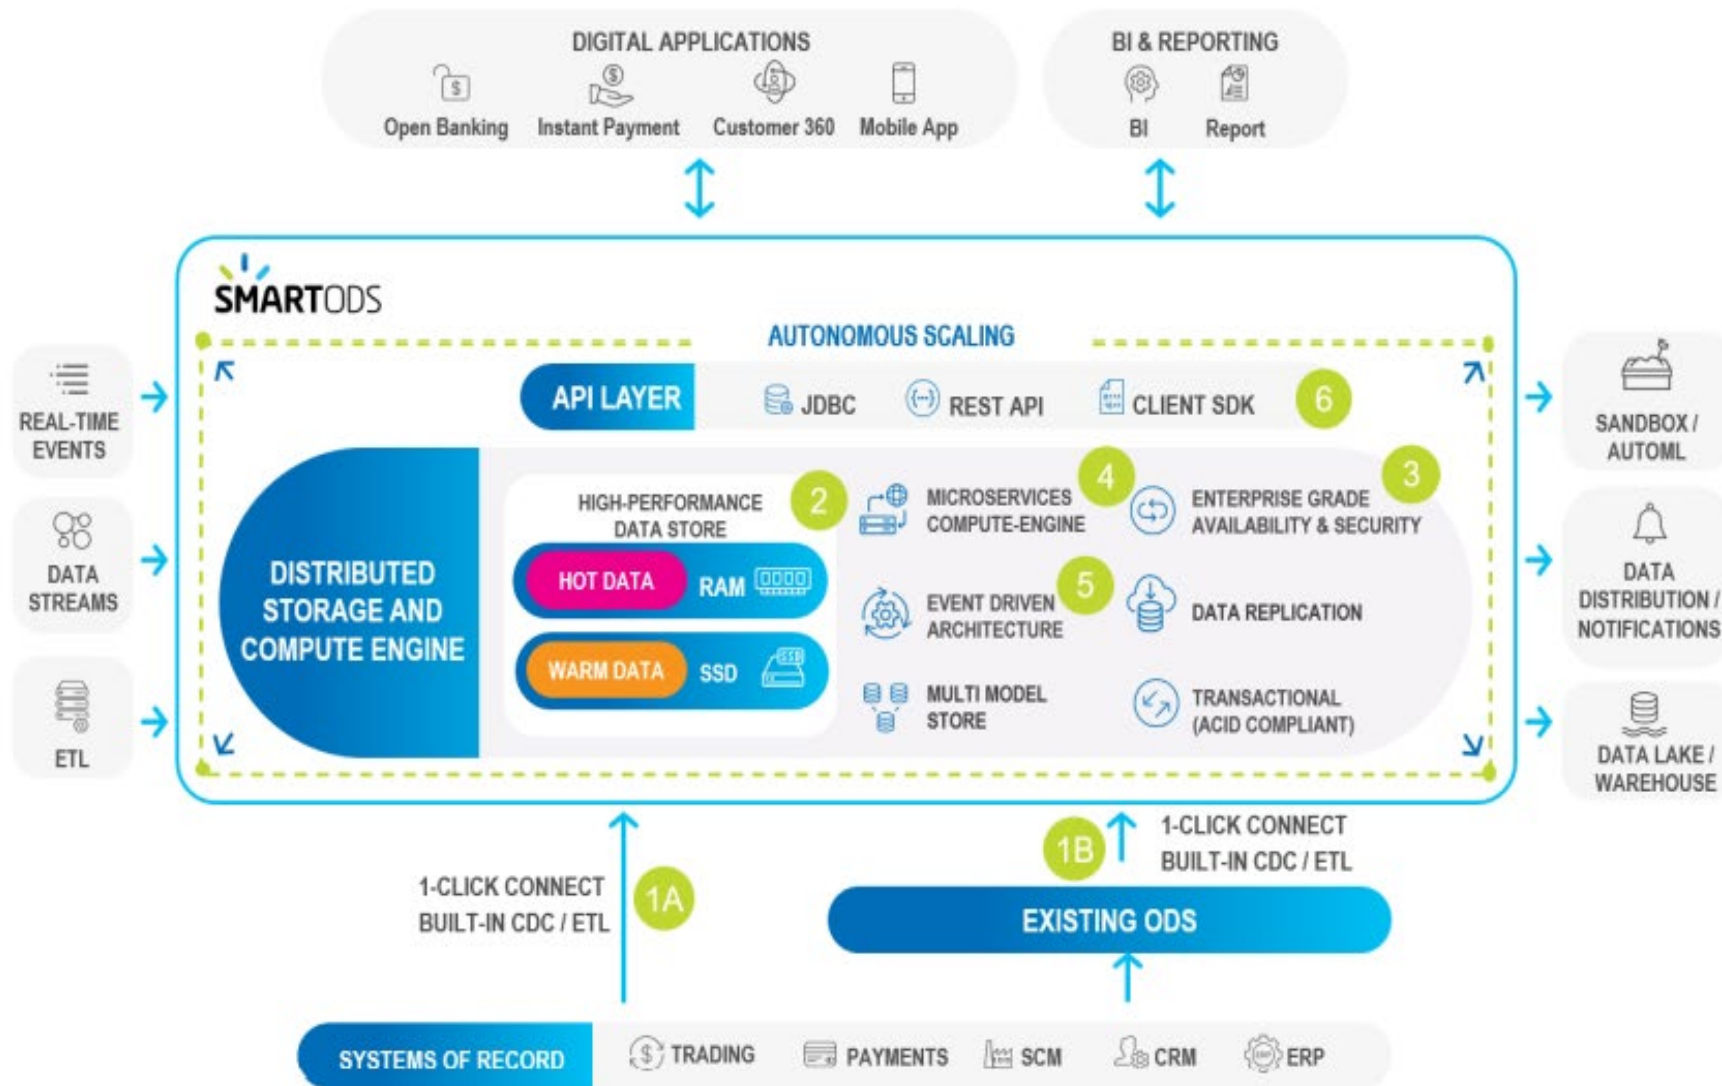 DIGITAL APPLICATIONS
Open Banking
Instant Payment
Customer 360
Mobile App
BI & REPORTING
BI
Report
SMARTODS
AUTONOMOUS SCALING
API LAYER
JDBC
REST API
CLIENT SDK
6
REAL-TIME
EVENTS
DATA
STREAMS
ETL
DISTRIBUTED
STORAGE AND
COMPUTE ENGINE
HIGH-PERFORMANCE
DATA STORE
2
HOT DATA
RAM
WARM DATA
SSD
SSD
MICROSERVICES
COMPUTE-ENGINE
4
ENTERPRISE GRADE
AVAILABILITY & SECURITY
3
EVENT DRIVEN
ARCHITECTURE
5
DATA REPLICATION
MULTI MODEL
STORE
TRANSACTIONAL
(ACID COMPLIANT)
SANDBOX /
AUTOML
DATA
DISTRIBUTION /
NOTIFICATIONS
DATA LAKE /
WAREHOUSE
1-CLICK CONNECT
BUILT-IN CDC / ETL
1A
1B
1-CLICK CONNECT
BUILT-IN CDC / ETL
EXISTING ODS
SYSTEMS OF RECORD
TRADING
PAYMENTS
SCM
CRM
ERP